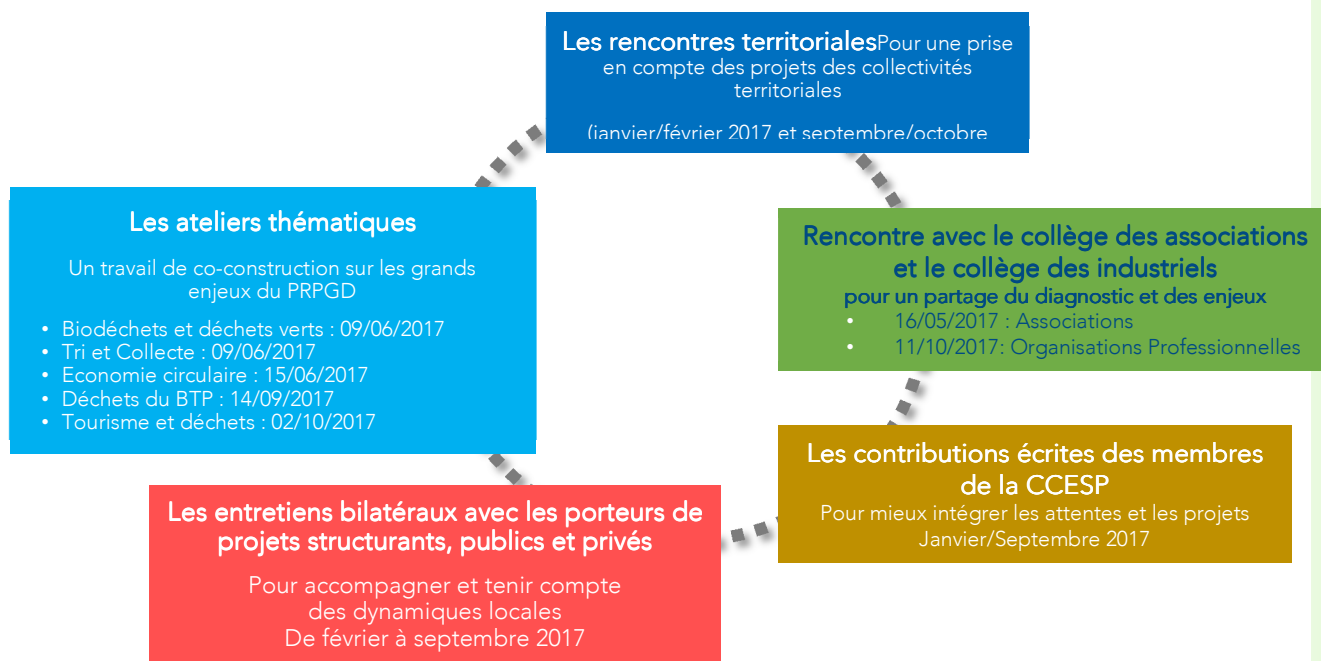 Les rencontres territorialesPour une prise
en compte des projets des collectivités
territoriales
(janvier/février 2017 et septembre/octobre
Les ateliers thématiques
Un travail de co-construction sur les grands
enjeux du PRPGD
• Biodéchets et déchets verts : 09/06/2017
• Tri et Collecte : 09/06/2017
• Economie circulaire : 15/06/2017
• Déchets du BTP : 14/09/2017
• Tourisme et déchets : 02/10/2017
Rencontre avec le collège des associations
et le collège des industriels
pour un partage du diagnostic et des enjeux
• 16/05/2017 : Associations
• 11/10/2017: Organisations Professionnelles
Les contributions écrites des membres
de la CCESP
Pour mieux intégrer les attentes et les projets
Janvier/Septembre 2017
Les entretiens bilatéraux avec les porteurs de
projets structurants, publics et privés
Pour accompagner et tenir compte
des dynamiques locales
De février à septembre 2017